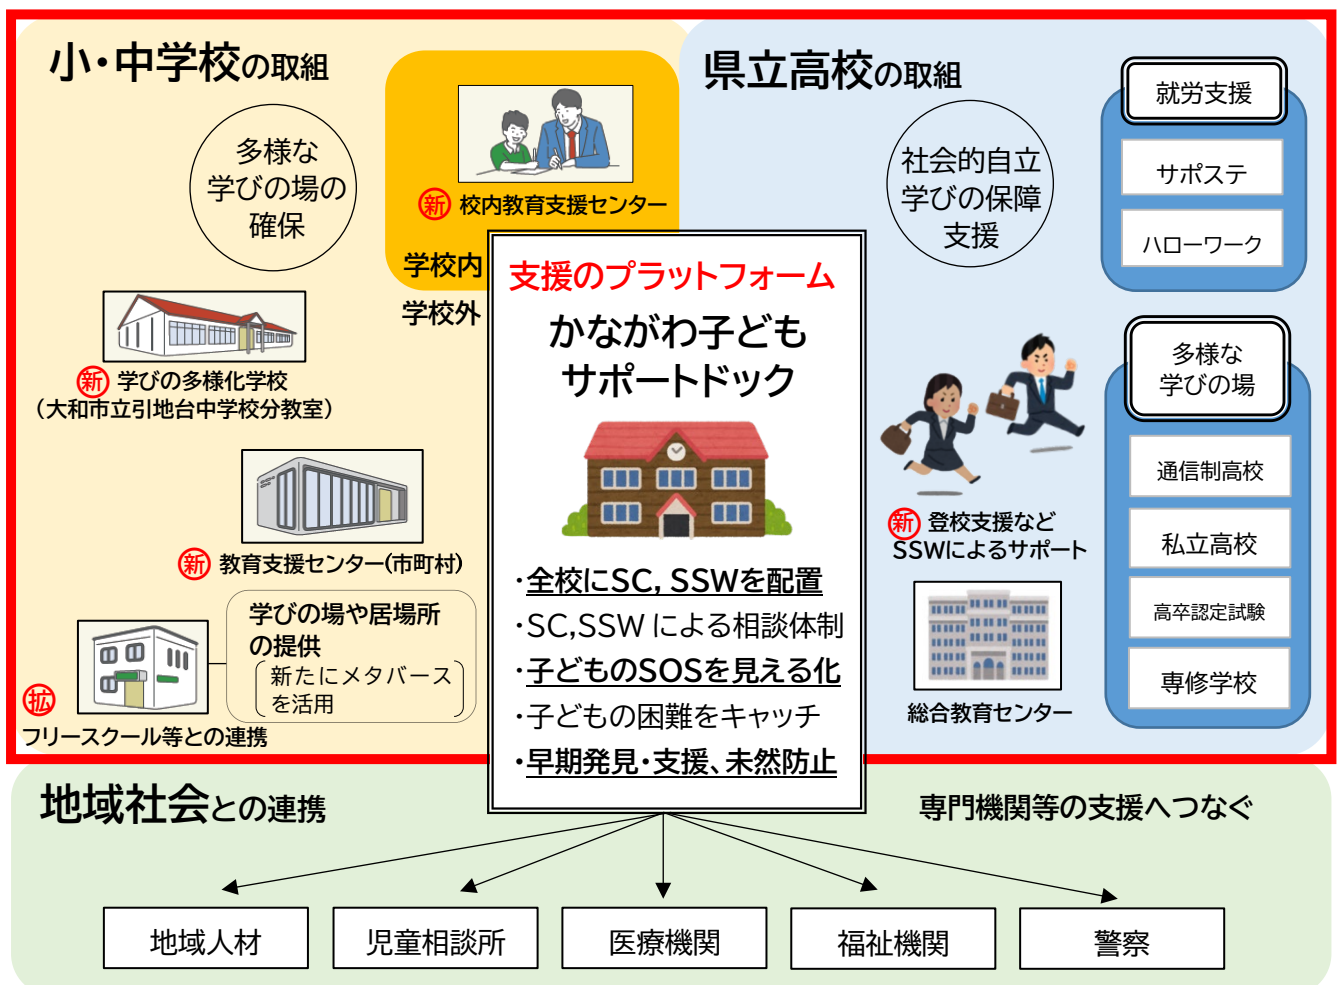 小・中学校の取組
多様な
学びの場の
確保
新 校内教育支援センター
学校内
学校外
新 学びの多様化学校
（大和市立引地台中学校分教室）
新 教育支援センター(市町村)
学びの場や居場所
の提供
新たにメタバース
を活用
拡
フリースクール等との連携
支援のプラットフォーム
かながわ子ども
サポートドック
・全校にSC, SSWを配置
・SC,SSW による相談体制
・子どものSOSを見える化
・子どもの困難をキャッチ
・早期発見・支援、未然防止
県立高校の取組
社会的自立
学びの保障
支援
就労支援
サポステ
ハローワーク
新 登校支援など
SSWによるサポート
総合教育センター
多様な
学びの場
通信制高校
私立高校
高卒認定試験
専修学校
地域社会との連携
専門機関等の支援へつなぐ
地域人材
児童相談所
医療機関
福祉機関
警察